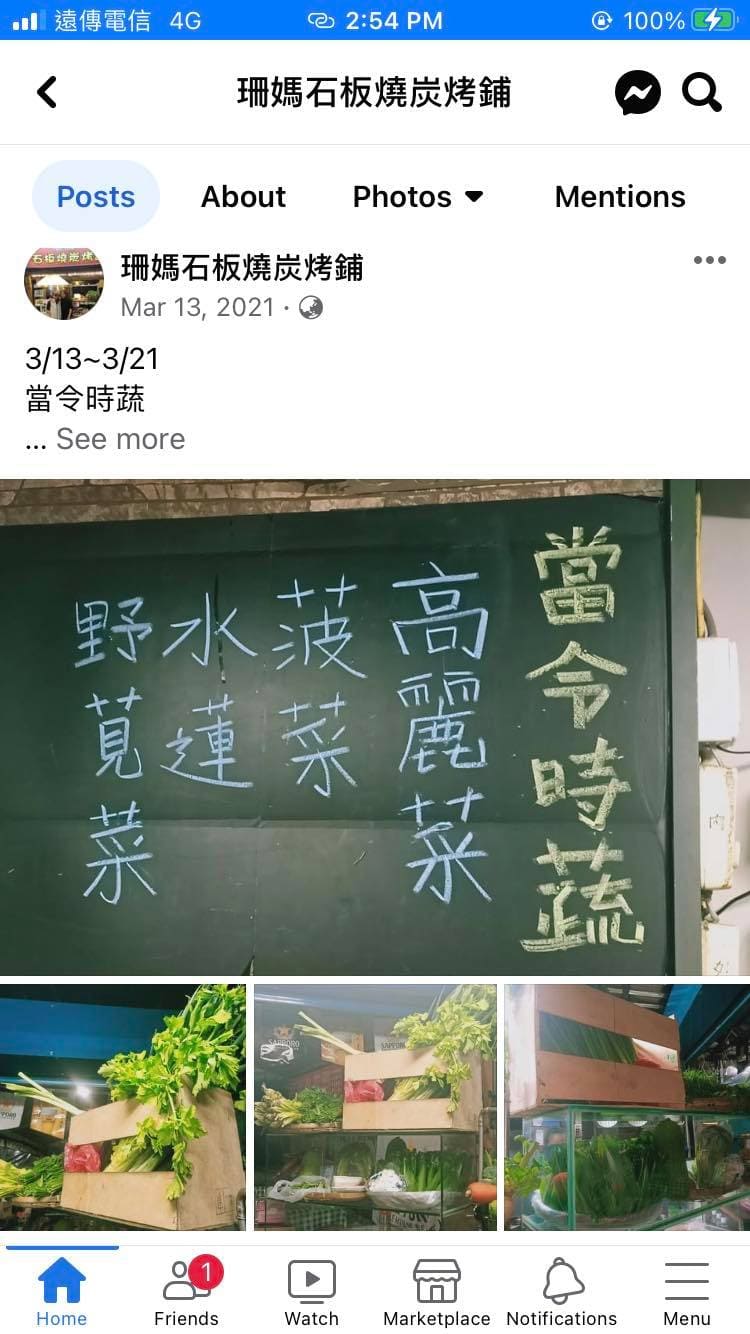 遠傳電信 4G 2:54 PM 100%
珊媽石板燒炭烤鋪
Posts About Photos Mentions
石板燒炭烤
珊媽石板燒炭烤鋪
Mar 13, 2021 ·
3/13~3/21
當令時蔬
... See more
當令時蔬
高麗菜
菠菜
水蓮
野莧菜
內
SAPPORO
SAPPORO
1
Home Friends Watch Marketplace Notifications Menu